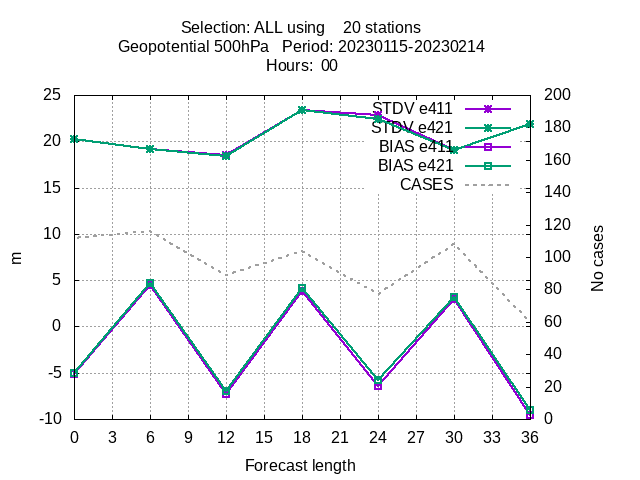 Selection: ALL using    20 stations
Geopotential 500hPa   Period: 20230115-20230214
Hours:  00
25
20
15
10
5
0
-5
-10
m
200
180
160
140
120
100
80
60
40
20
0
No cases
STDV e411
STDV e421
BIAS e411
BIAS e421
CASES
0 3 6 9 12 15 18 21 24 27 30 33 36
Forecast length